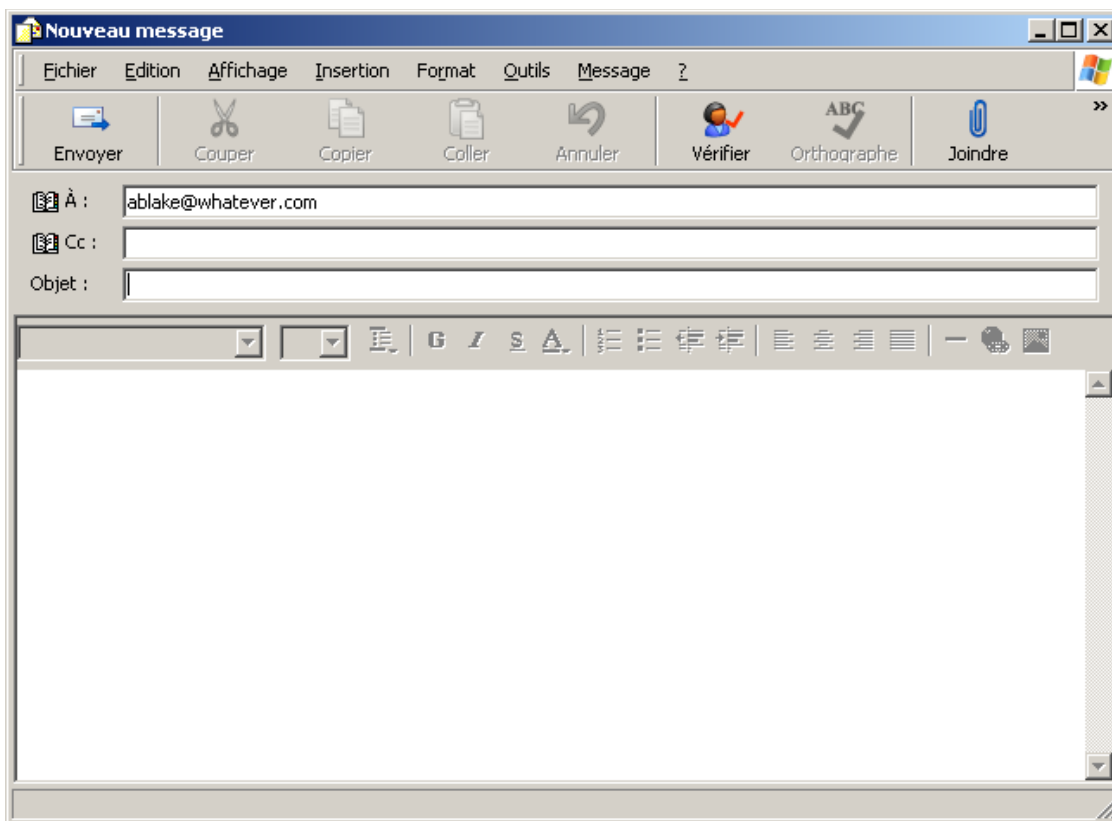 Nouveau message
Fichier Edition Affichage Insertion Format Outils Message ?
ABC
Envoyer Couper Copier Coller Annuler Vérifier Orthographe Joindre
À : ablake@whatever.com
Cc :
Objet :
G I S A